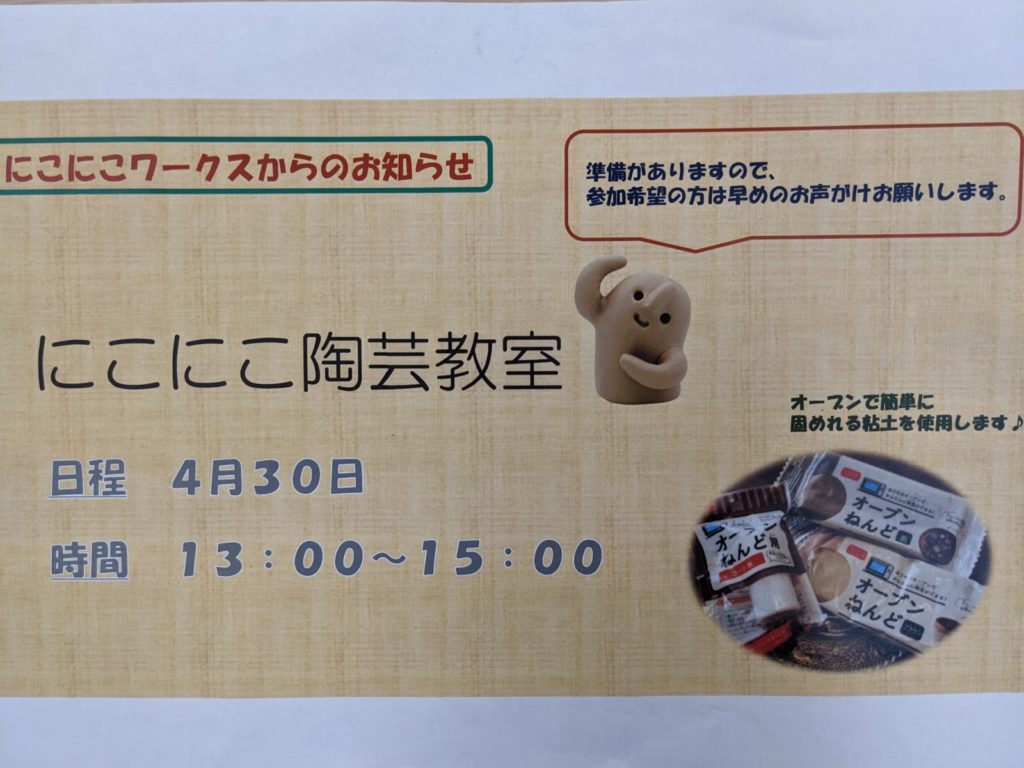 にこにこワークスからのお知らせ
準備がありますので、
参加希望の方は早めのお声がけお願いします。
にこにこ陶芸教室
オーブンで簡単に
固めれる粘土を使用します♪
日程　4月30日
時間　13：00～15：00
オーブン
ねんど
オーブン
ねんど用
オーブン
ねんど